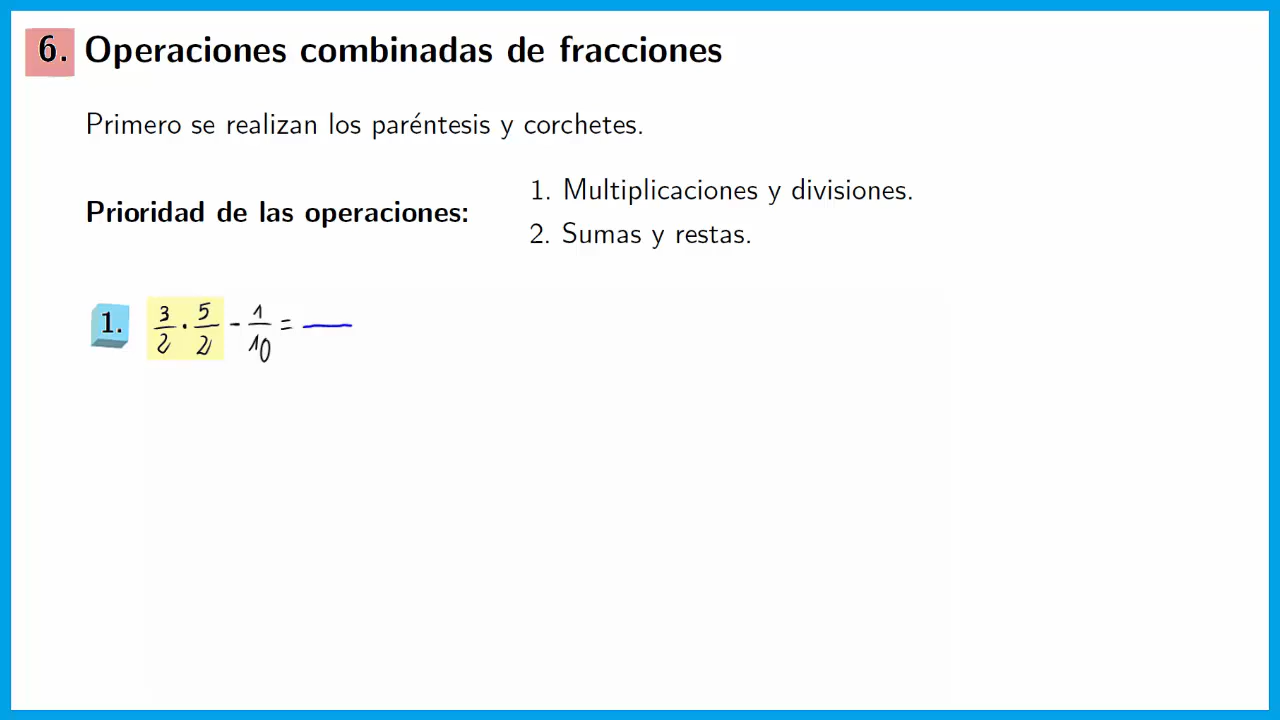 6. Operaciones combinadas de fracciones
Primero se realizan los paréntesis y corchetes.
Prioridad de las operaciones:
1. Multiplicaciones y divisiones.
2. Sumas y restas.
1. 3/2 · 5/2 - 1/10 =